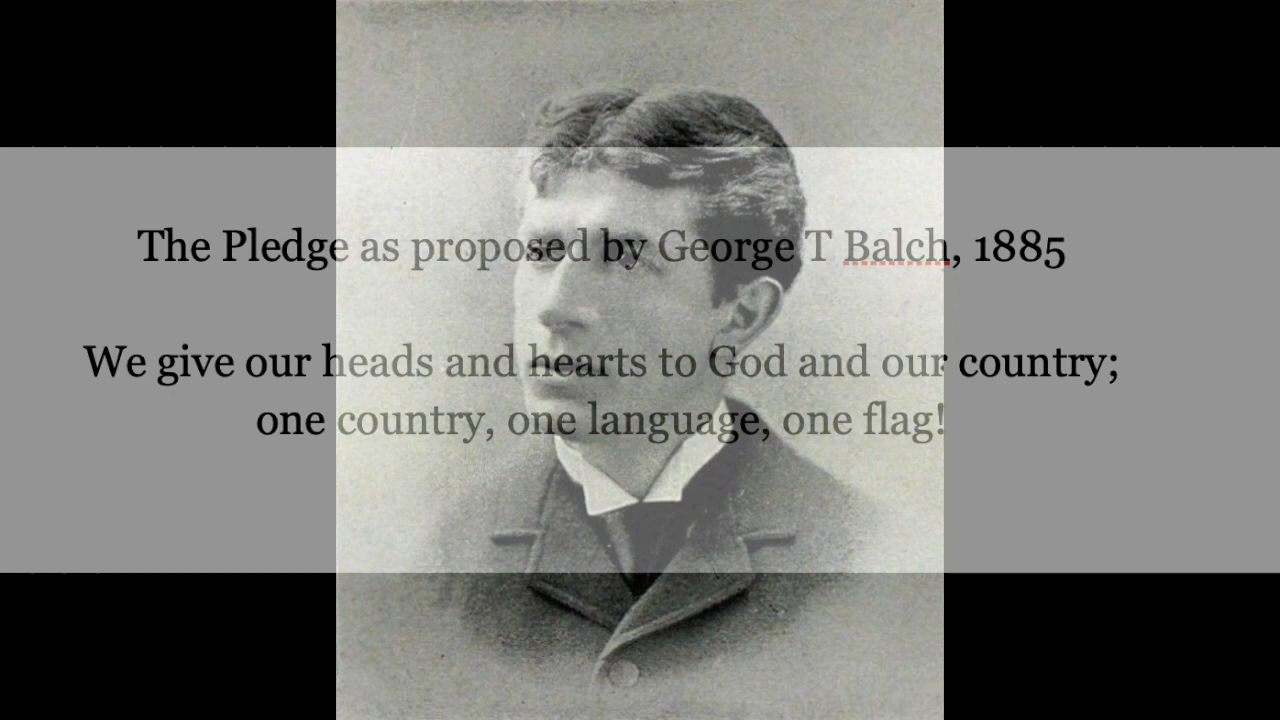 The Pledge as proposed by George T Balch, 1885
We give our heads and hearts to God and our country;
one country, one language, one flag!